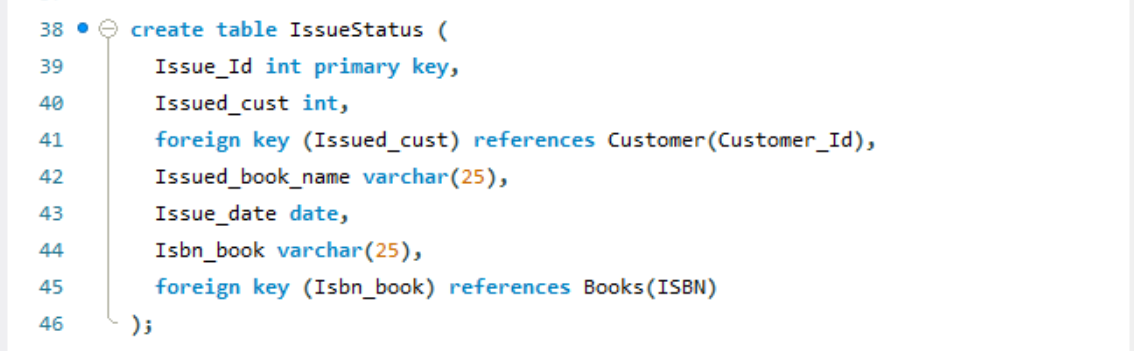 38 create table IssueStatus (
39 Issue_Id int primary key,
40 Issued_cust int,
41 foreign key (Issued_cust) references Customer(Customer_Id),
42 Issued_book_name varchar(25),
43 Issue_date date,
44 Isbn_book varchar(25),
45 foreign key (Isbn_book) references Books(ISBN)
46 );